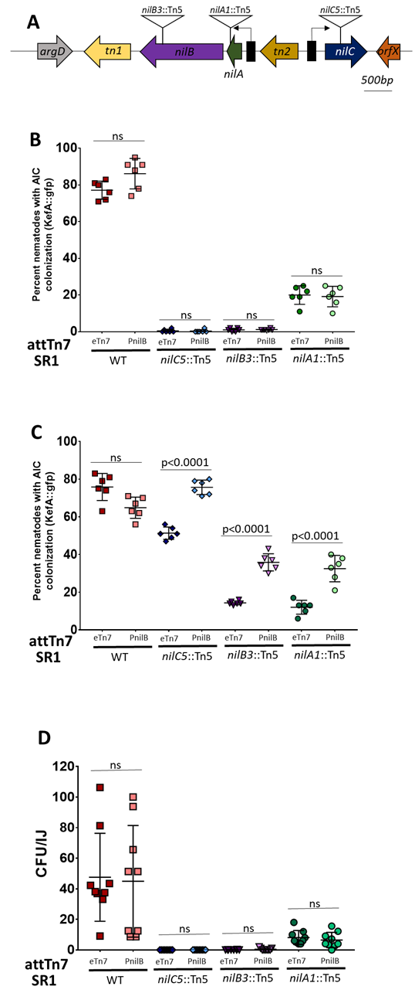 A
nilB3::Tn5 nilA1::Tn5 nilC5::Tn5
argD tn1 nilB tn2 nilC orfX
nilA
500bp
B
Percent nematodes with AIC
colonization (KefA::gfp)
100
80
60
40
20
0
ns
ns ns ns
eTn7 PnilB eTn7 PnilB eTn7 PnilB eTn7 PnilB
attTn7
SR1
WT nilC5::Tn5 nilB3::Tn5 nilA1::Tn5
C
Percent nematodes with AIC
colonization (KefA::gfp)
100
80
60
40
20
0
ns p<0.0001 p<0.0001 p<0.0001
eTn7 PnilB eTn7 PnilB eTn7 PnilB eTn7 PnilB
attTn7
SR1
WT nilC5::Tn5 nilB3::Tn5 nilA1::Tn5
D
CFU/IJ
120
100
80
60
40
20
0
ns
ns ns ns
eTn7 PnilB eTn7 PnilB eTn7 PnilB eTn7 PnilB
attTn7
SR1
WT nilC5::Tn5 nilB3::Tn5 nilA1::Tn5